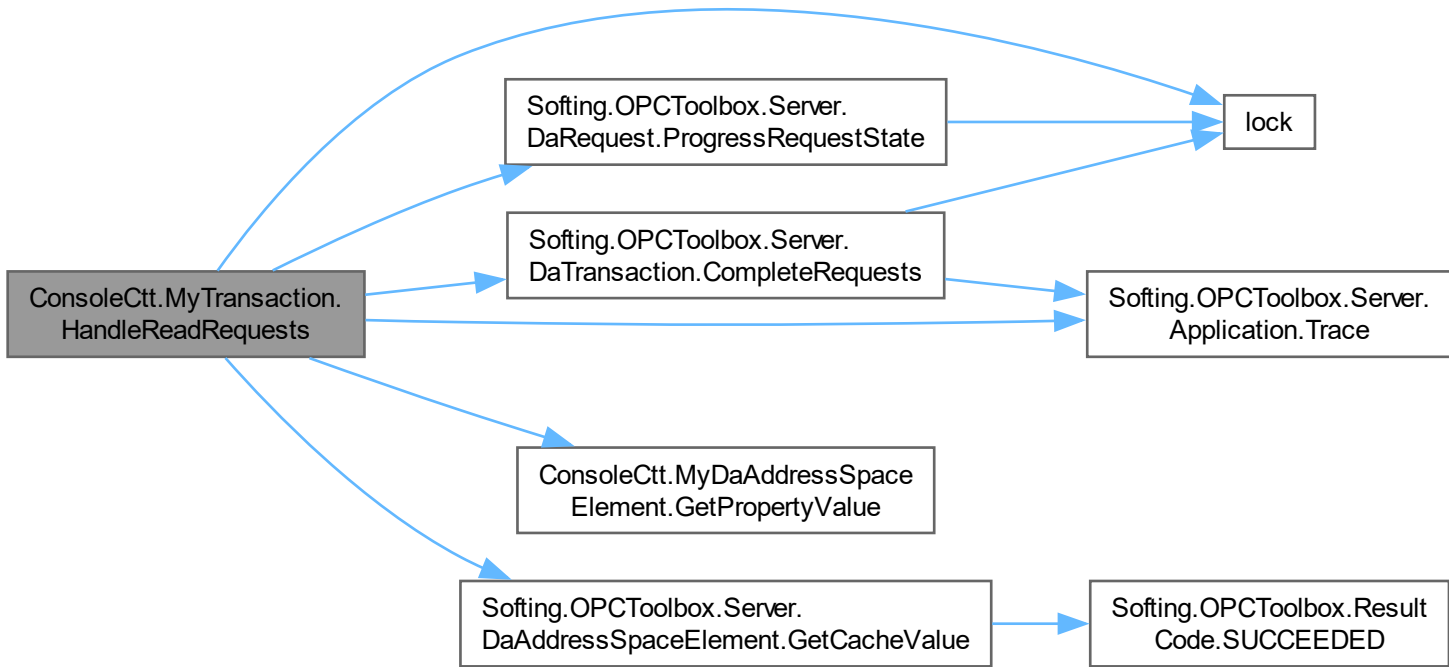 Softing.OPCToolbox.Server.
DaRequest.ProgressRequestState
lock
Softing.OPCToolbox.Server.
DaTransaction.CompleteRequests
ConsoleCtt.MyTransaction.
HandleReadRequests
Softing.OPCToolbox.Server.
Application.Trace
ConsoleCtt.MyDaAddressSpace
Element.GetPropertyValue
Softing.OPCToolbox.Server.
DaAddressSpaceElement.GetCacheValue
Softing.OPCToolbox.Result
Code.SUCCEEDED